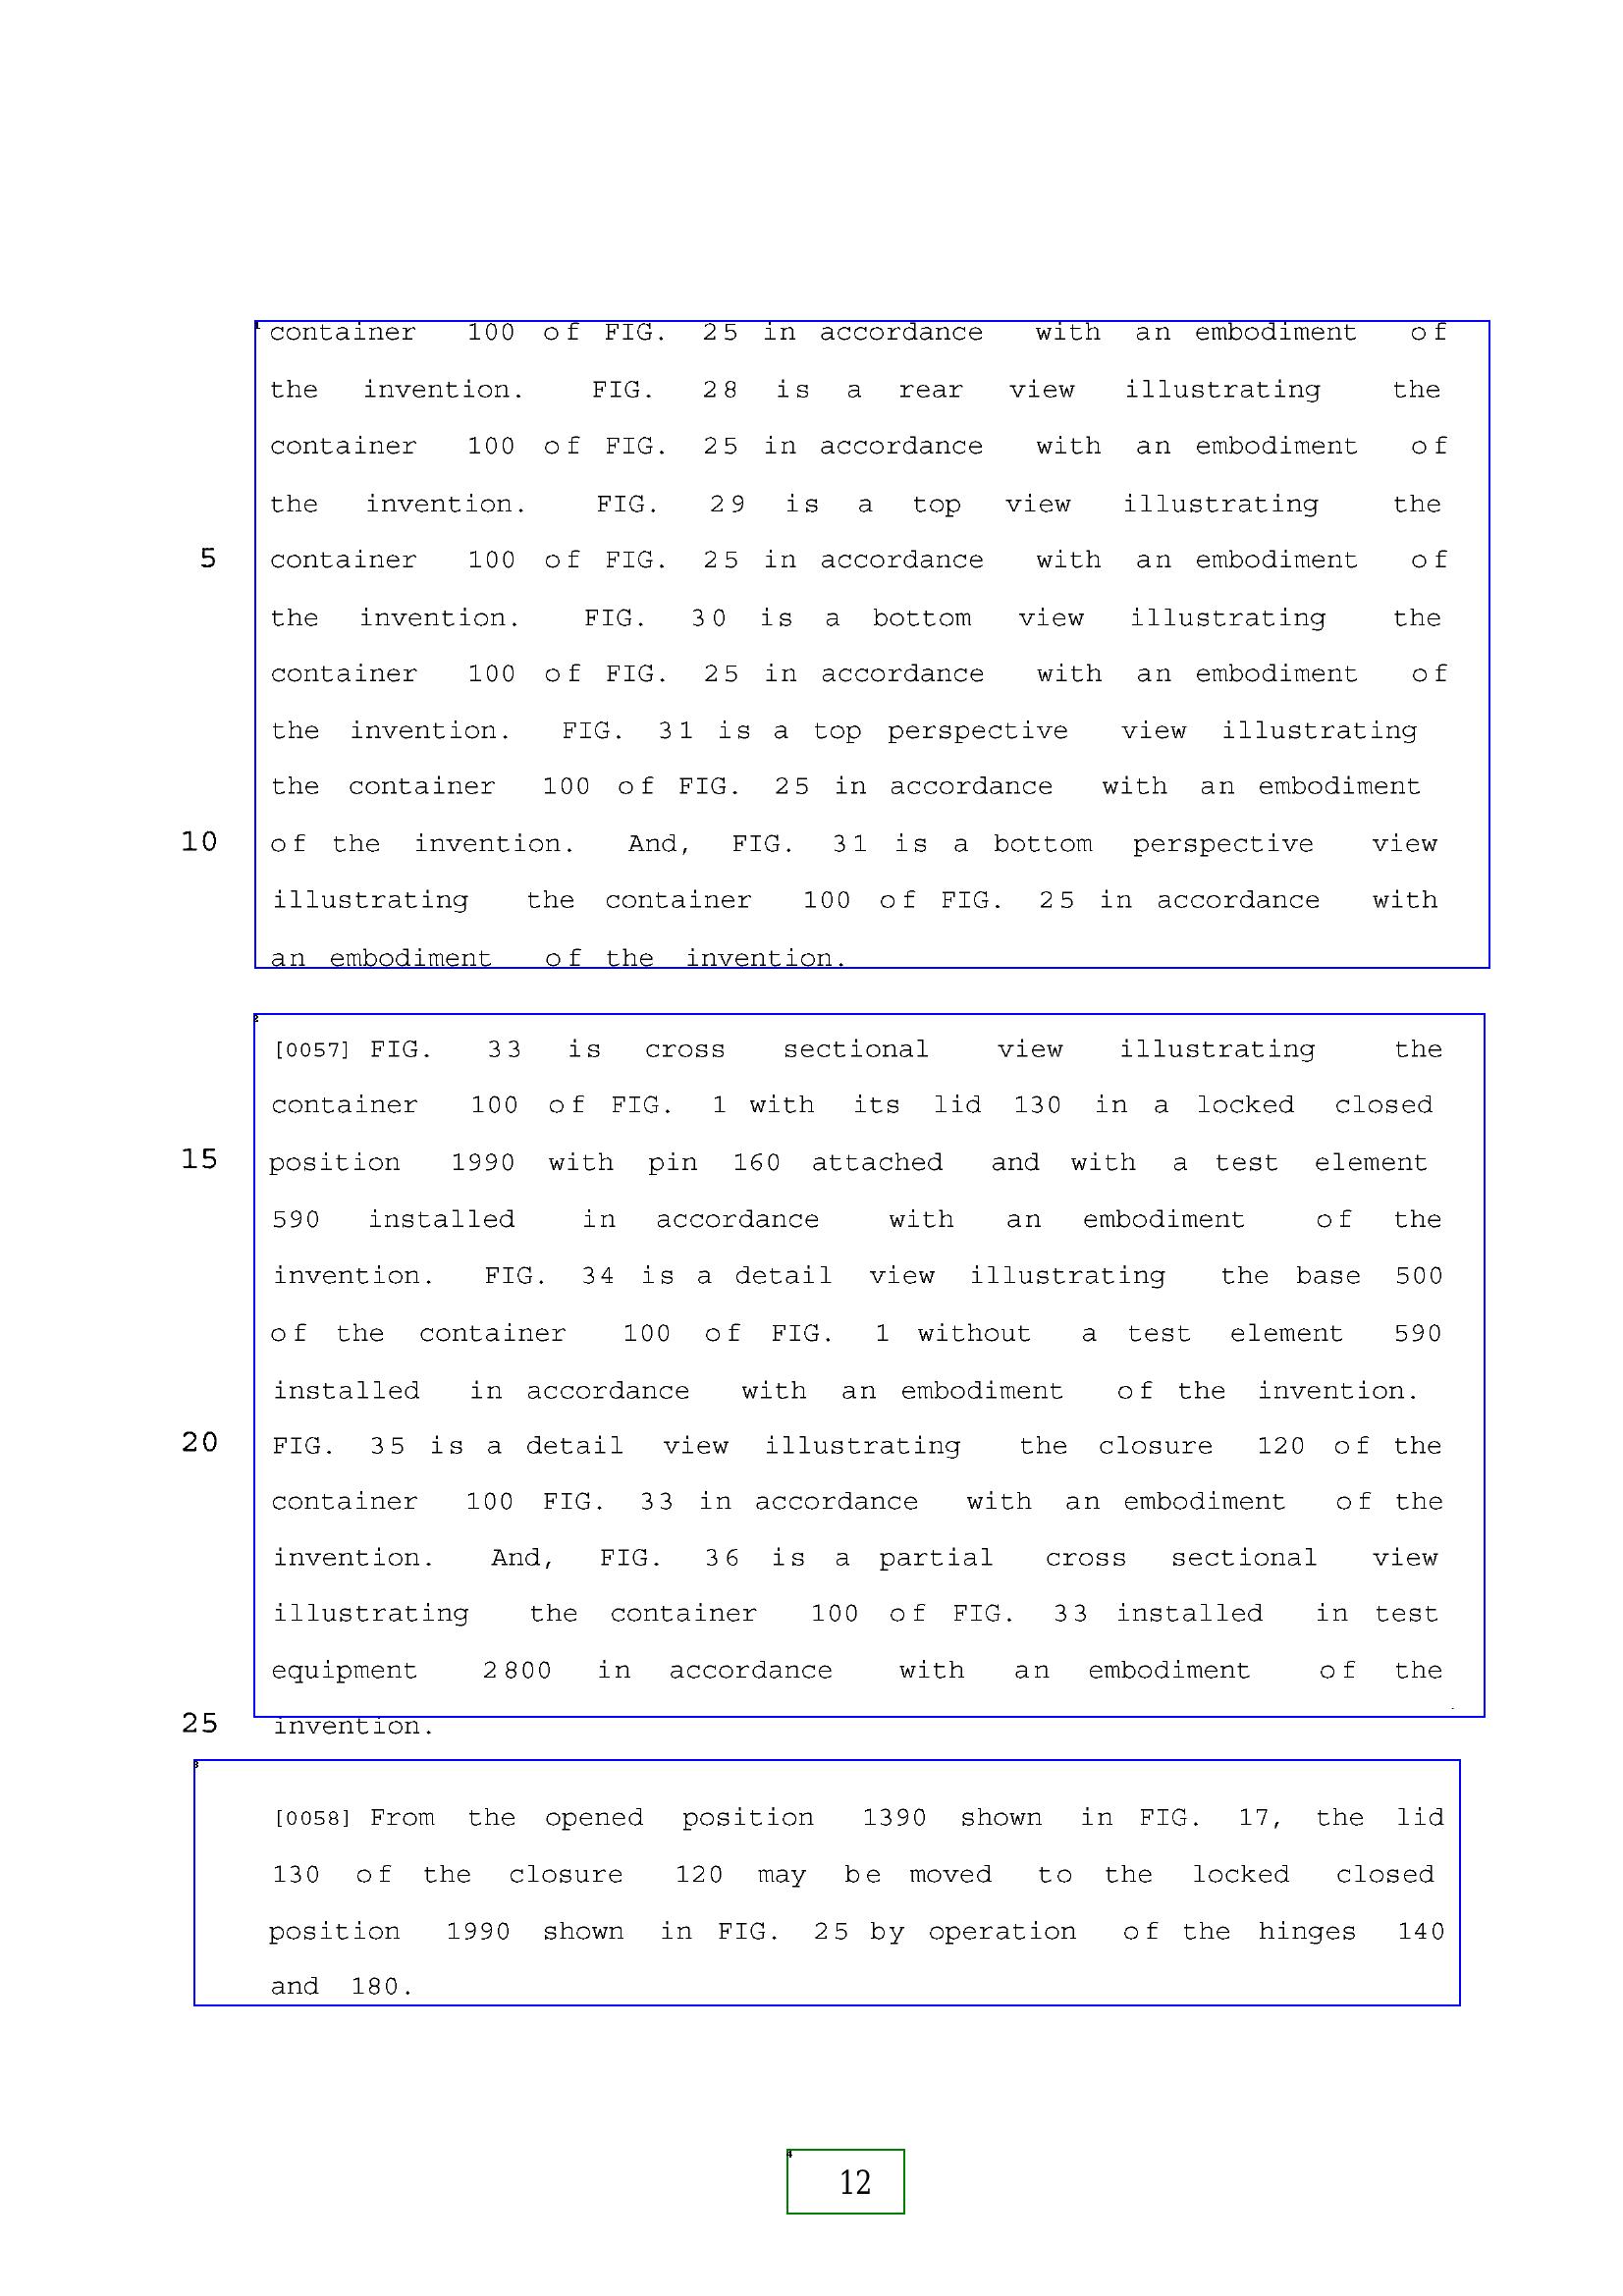 container 100 of FIG. 25 in accordance with an embodiment of
the invention. FIG. 28 is a rear view illustrating the
container 100 of FIG. 25 in accordance with an embodiment of
the invention. FIG. 29 is a top view illustrating the
5 container 100 of FIG. 25 in accordance with an embodiment of
the invention. FIG. 30 is a bottom view illustrating the
container 100 of FIG. 25 in accordance with an embodiment of
the invention. FIG. 31 is a top perspective view illustrating
the container 100 of FIG. 25 in accordance with an embodiment
10 of the invention. And, FIG. 31 is a bottom perspective view
illustrating the container 100 of FIG. 25 in accordance with
an embodiment of the invention.
[0057] FIG. 33 is cross sectional view illustrating the
container 100 of FIG. 1 with its lid 130 in a locked closed
15 position 1990 with pin 160 attached and with a test element
590 installed in accordance with an embodiment of the
invention. FIG. 34 is a detail view illustrating the base 500
of the container 100 of FIG. 1 without a test element 590
installed in accordance with an embodiment of the invention.
20 FIG. 35 is a detail view illustrating the closure 120 of the
container 100 FIG. 33 in accordance with an embodiment of the
invention. And, FIG. 36 is a partial cross sectional view
illustrating the container 100 of FIG. 33 installed in test
equipment 2800 in accordance with an embodiment of the
25 invention.
[0058] From the opened position 1390 shown in FIG. 17, the lid
130 of the closure 120 may be moved to the locked closed
position 1990 shown in FIG. 25 by operation of the hinges 140
and 180.
12